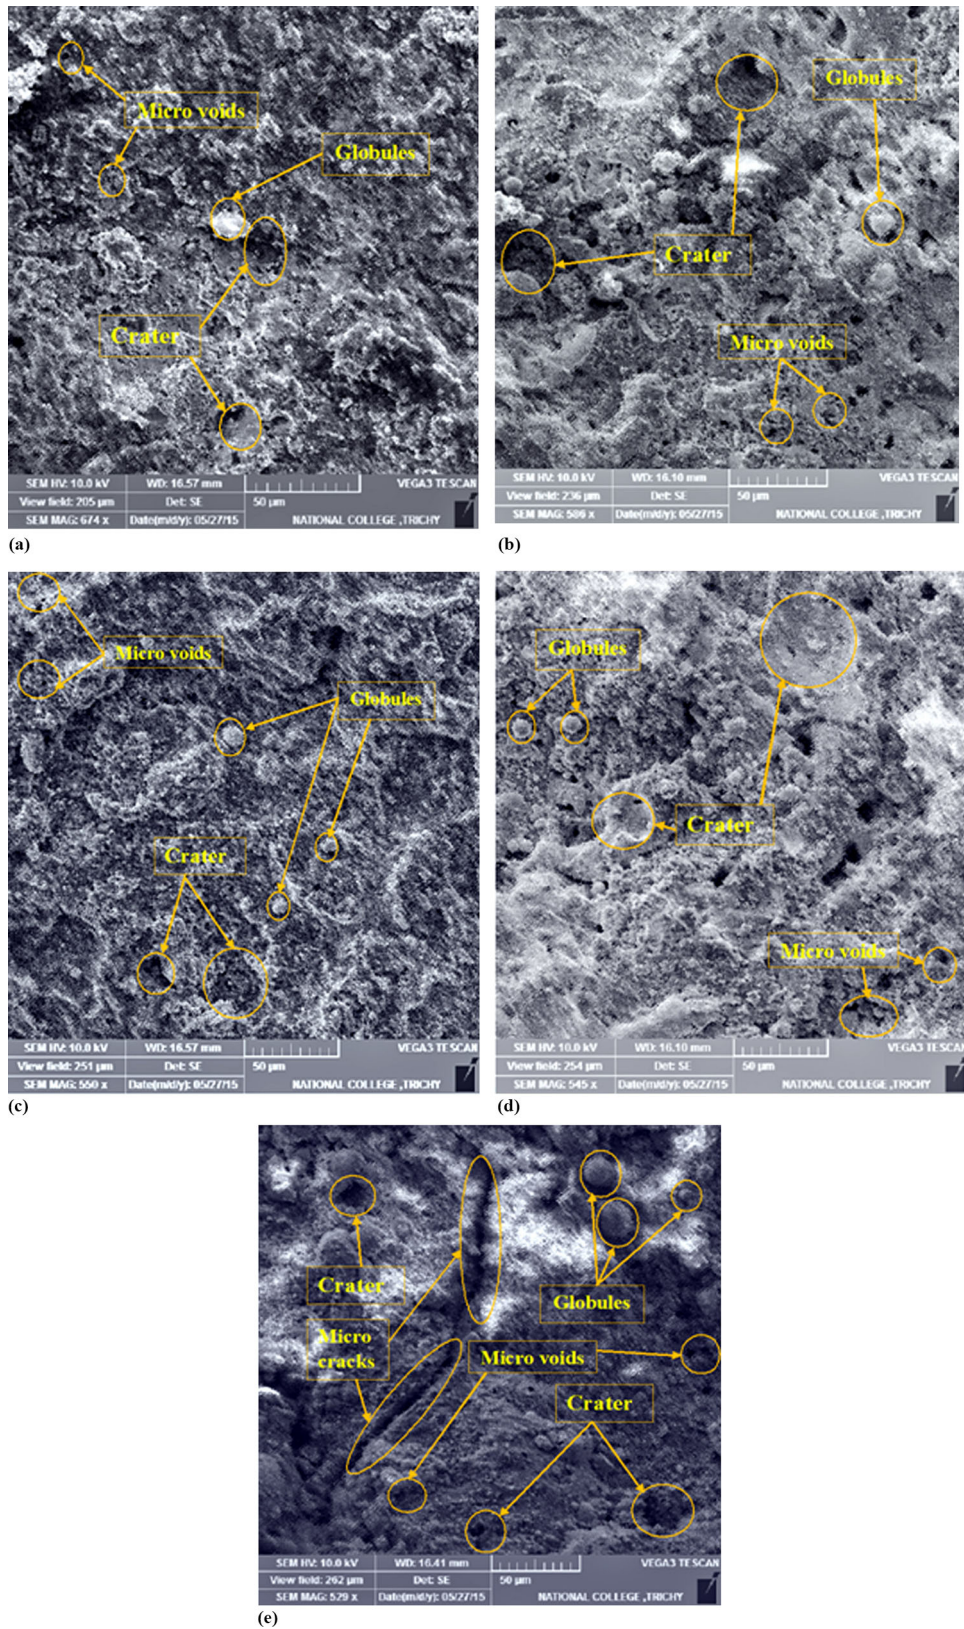 Micro voids
Globules
Crater
SEM HV: 10.0 kV WD: 16.57 mm VEGA3 TESCAN
View field: 205 µm Det: SE 50 µm
SEM MAG: 674 x Date(m/d/y): 05/27/15 NATIONAL COLLEGE ,TRICHY
(a)
Globules
Crater
Micro voids
SEM HV: 10.0 kV WD: 16.10 mm VEGA3 TESCAN
View field: 236 µm Det: SE 50 µm
SEM MAG: 586 x Date(m/d/y): 05/27/15 NATIONAL COLLEGE ,TRICHY
(b)
Micro voids
Globules
Crater
SEM HV: 10.0 kV WD: 16.57 mm VEGA3 TESCAN
View field: 251 µm Det: SE 50 µm
SEM MAG: 550 x Date(m/d/y): 05/27/15 NATIONAL COLLEGE ,TRICHY
(c)
Globules
Crater
Micro voids
SEM HV: 10.0 kV WD: 16.10 mm VEGA3 TESCAN
View field: 254 µm Det: SE 50 µm
SEM MAG: 545 x Date(m/d/y): 05/27/15 NATIONAL COLLEGE ,TRICHY
(d)
Crater
Globules
Micro
cracks
Micro voids
Crater
SEM HV: 10.0 kV WD: 16.41 mm VEGA3 TESCAN
View field: 262 µm Det: SE 50 µm
SEM MAG: 529 x Date(m/d/y): 05/27/15 NATIONAL COLLEGE ,TRICHY
(e)